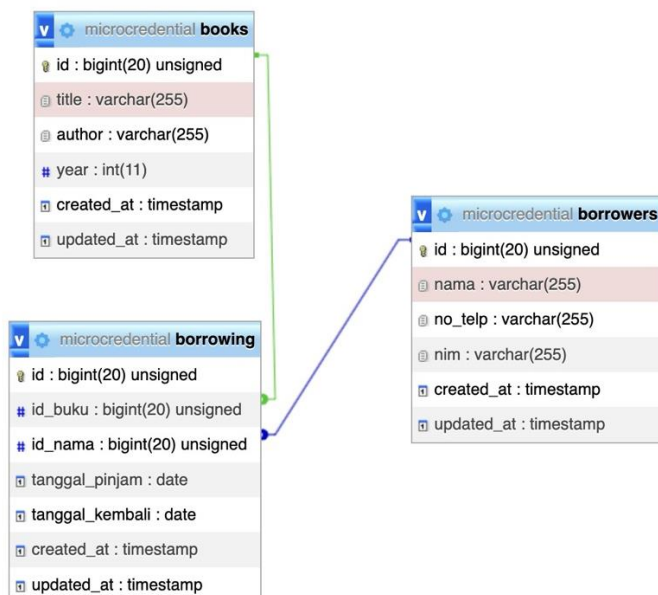 microcredential books
id : bigint(20) unsigned
title : varchar(255)
author : varchar(255)
# year : int(11)
created_at : timestamp
updated_at : timestamp
microcredential borrowers
id : bigint(20) unsigned
nama : varchar(255)
no_telp : varchar(255)
nim : varchar(255)
created_at : timestamp
updated_at : timestamp
microcredential borrowing
id : bigint(20) unsigned
# id_buku : bigint(20) unsigned
# id_nama : bigint(20) unsigned
tanggal_pinjam : date
tanggal_kembali : date
created_at : timestamp
updated_at : timestamp